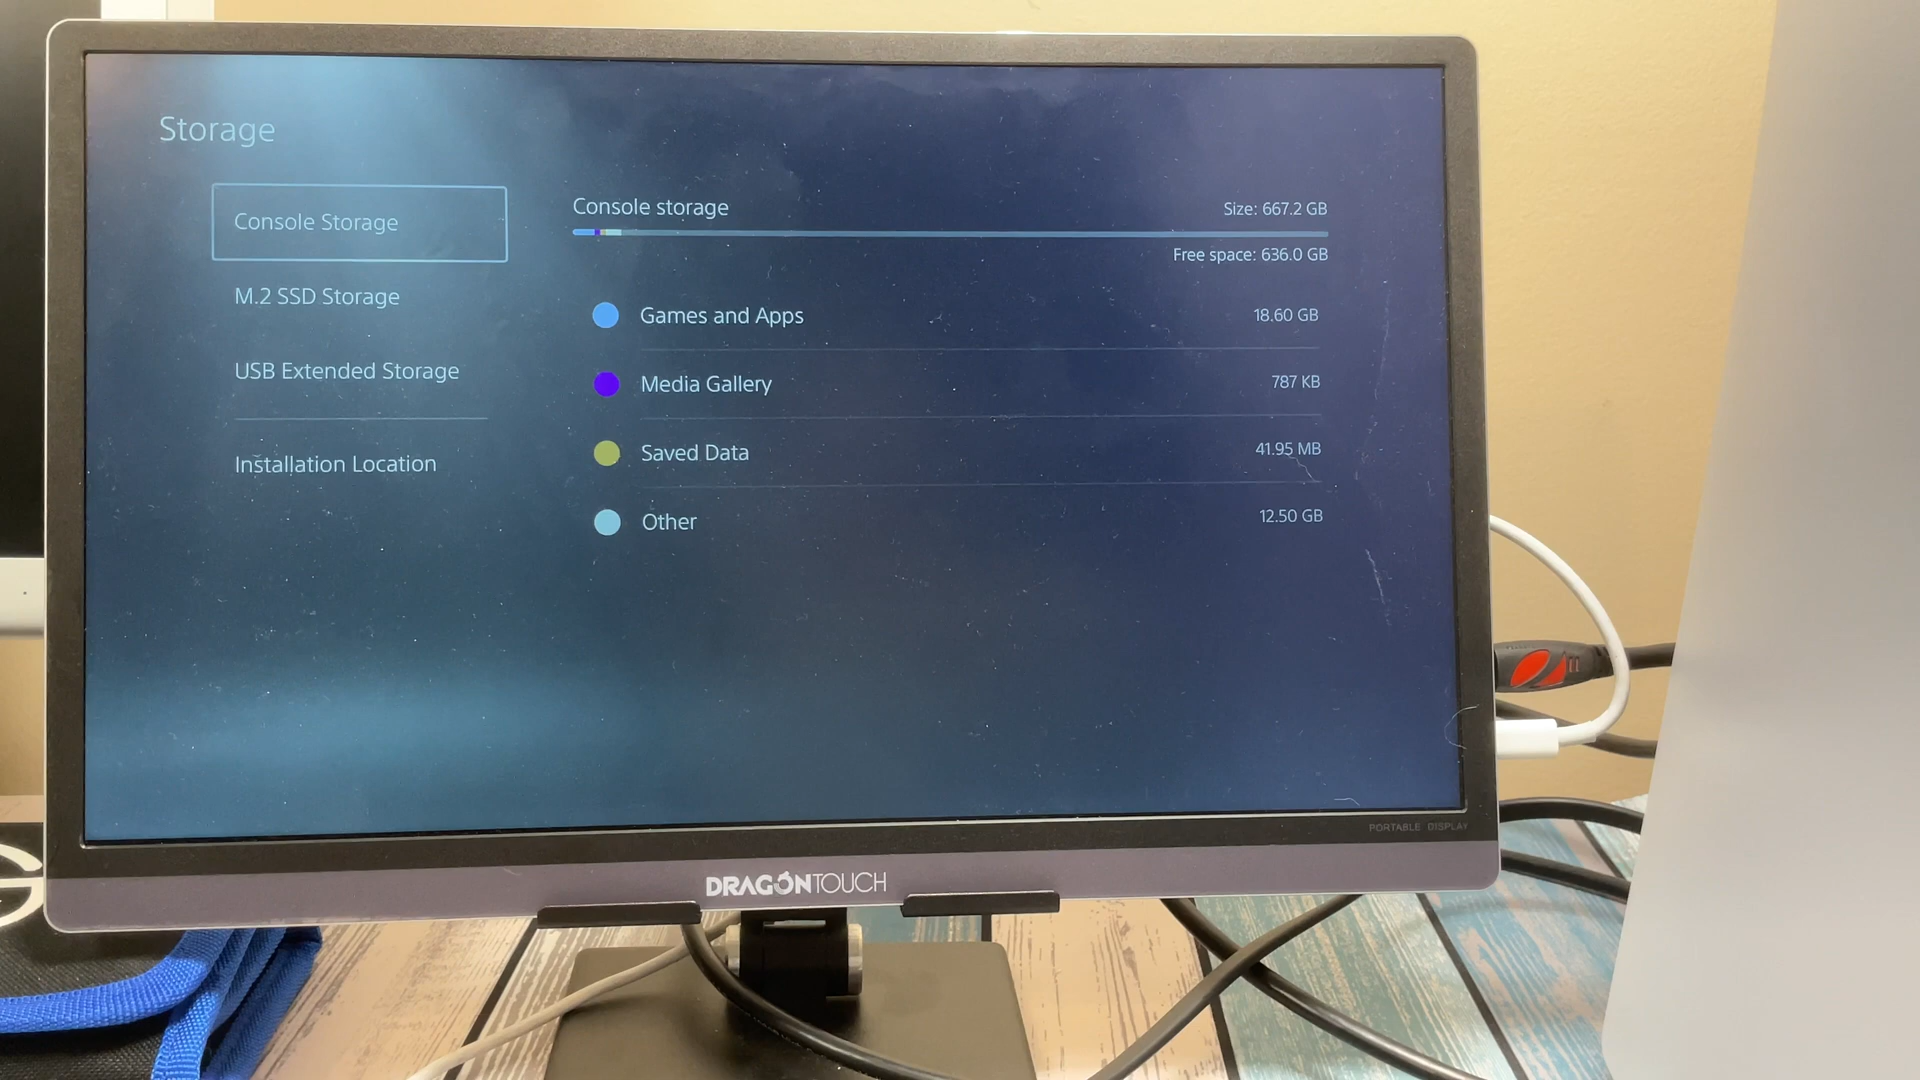 Storage
Console Storage
M.2 SSD Storage
USB Extended Storage
Installation Location
Console storage
Size: 667.2 GB
Free space: 636.0 GB
Games and Apps 18.60 GB
Media Gallery 787 KB
Saved Data 41.95 MB
Other 12.50 GB
PORTABLE DISPLAY
DRAGONTOUCH